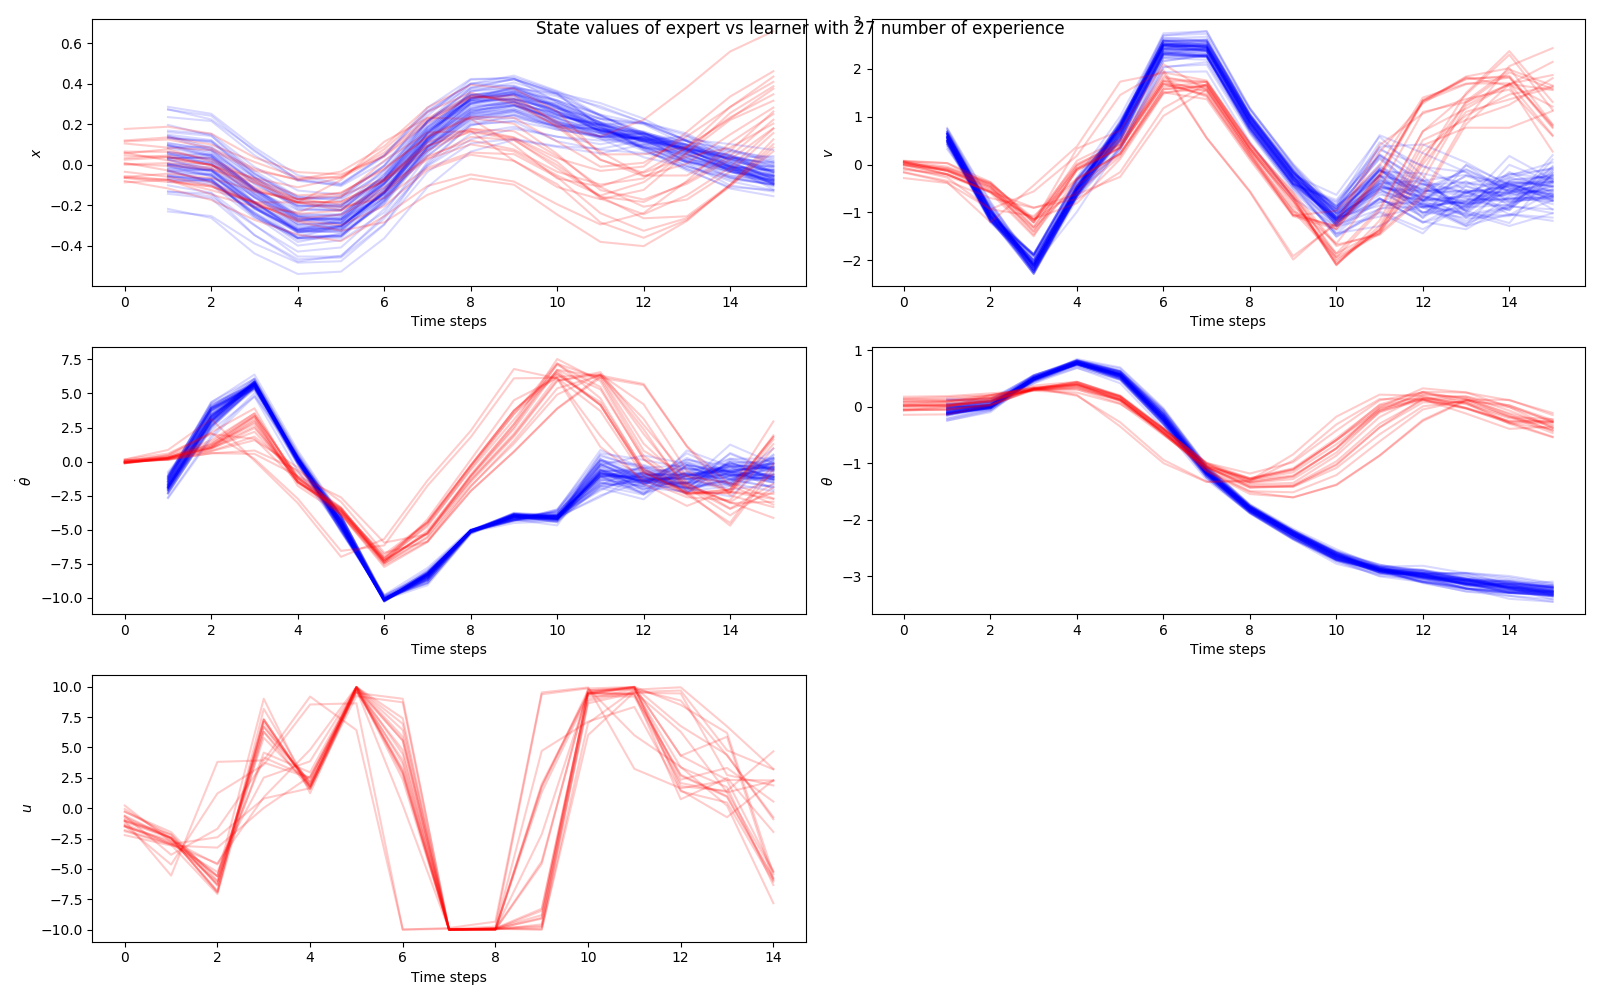 State values of expert vs learner with 27 number of experience
0.6
0.4
0.2
0.0
−0.2
−0.4
x
0 2 4 6 8 10 12 14
Time steps
3
2
1
0
−1
−2
v
0 2 4 6 8 10 12 14
Time steps
7.5
5.0
2.5
0.0
−2.5
−5.0
−7.5
−10.0
θ̇
0 2 4 6 8 10 12 14
Time steps
1
0
−1
−2
−3
θ
0 2 4 6 8 10 12 14
Time steps
10.0
7.5
5.0
2.5
0.0
−2.5
−5.0
−7.5
−10.0
u
0 2 4 6 8 10 12 14
Time steps